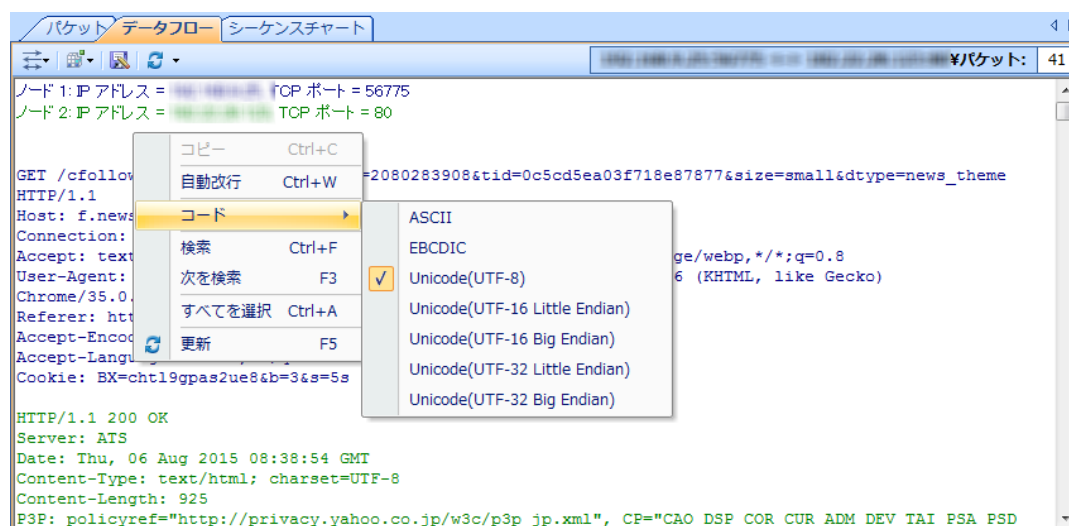 パケット データフロー シーケンスチャート
¥パケット: 41
ノード 1: IP アドレス = TCP ポート = 56775
ノード 2: IP アドレス = TCP ポート = 80
コピー Ctrl+C
自動改行 Ctrl+W
コード
検索 Ctrl+F
次を検索 F3
すべてを選択 Ctrl+A
更新 F5
ASCII
EBCDIC
Unicode(UTF-8)
Unicode(UTF-16 Little Endian)
Unicode(UTF-16 Big Endian)
Unicode(UTF-32 Little Endian)
Unicode(UTF-32 Big Endian)
GET /cfollow =2080283908&tid=0c5cd5ea03f718e87877&size=small&dtype=news_theme
HTTP/1.1
Host: f.news
Connection:
Accept: text ge/webp,*/*;q=0.8
User-Agent: 6 (KHTML, like Gecko)
Chrome/35.0.
Referer: htt
Accept-Encod
Accept-Langu
Cookie: BX=chtl9gpas2ue8&b=3&s=5s
HTTP/1.1 200 OK
Server: ATS
Date: Thu, 06 Aug 2015 08:38:54 GMT
Content-Type: text/html; charset=UTF-8
Content-Length: 925
P3P: policyref="http://privacy.yahoo.co.jp/w3c/p3p_jp.xml", CP="CAO DSP COR CUR ADM DEV TAI PSA PSD